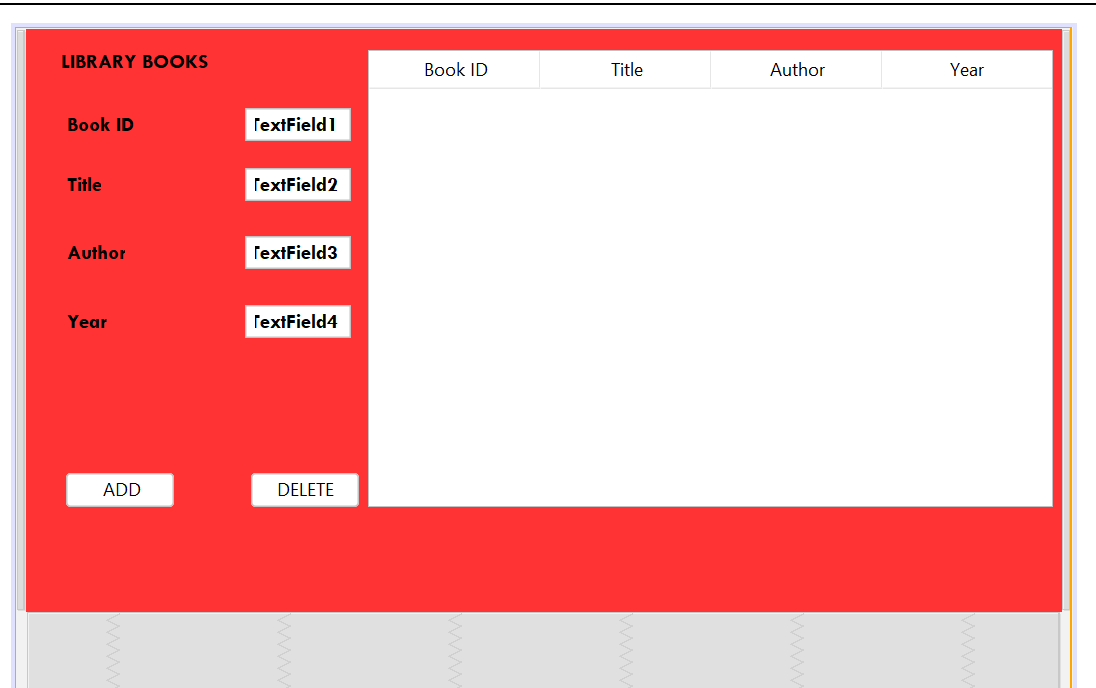 LIBRARY BOOKS
Book ID Title Author Year
Book ID TextField1
Title TextField2
Author TextField3
Year TextField4
ADD DELETE